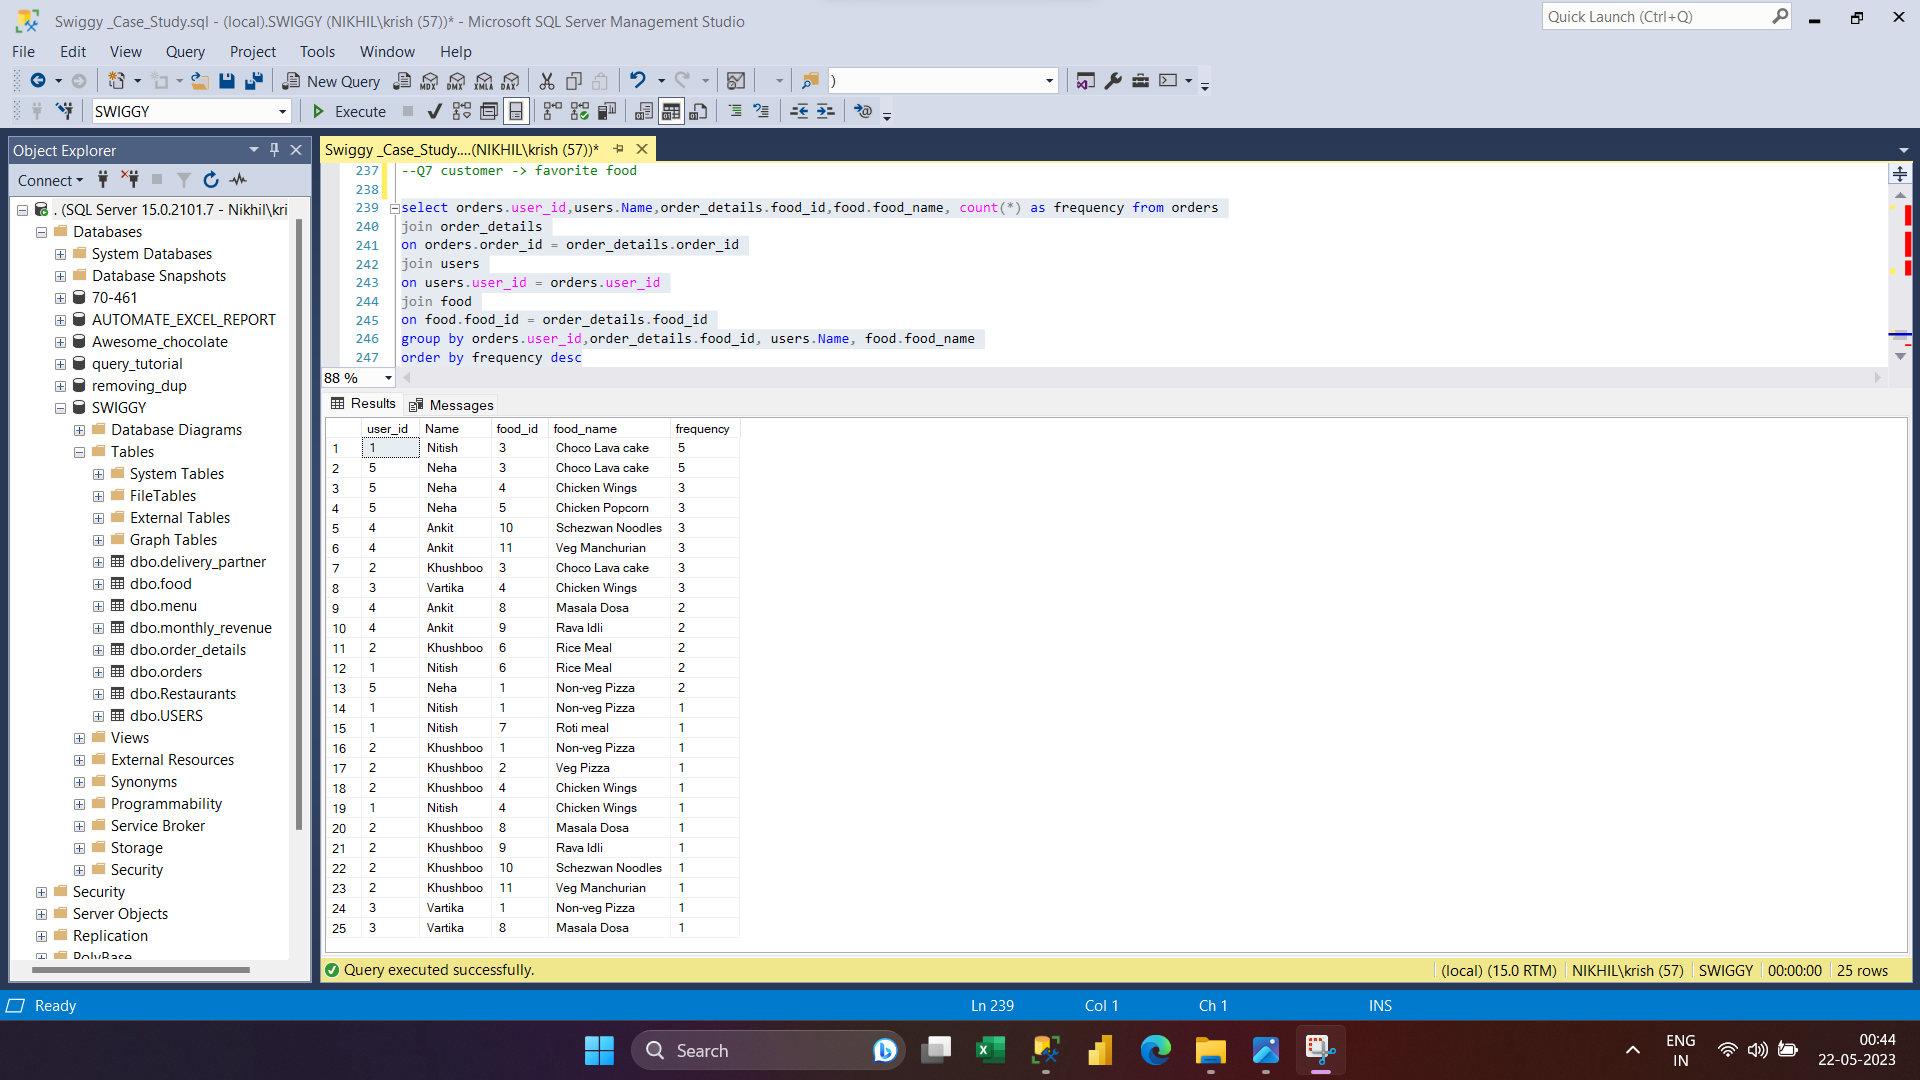 Swiggy _Case_Study.sql - (local).SWIGGY (NIKHIL\krish (57))* - Microsoft SQL Server Management Studio
Quick Launch (Ctrl+Q)
File Edit View Query Project Tools Window Help
New Query MDX DMX XMLA DAX )
SWIGGY Execute
Object Explorer
Connect
. (SQL Server 15.0.2101.7 - Nikhil\kri
Databases
System Databases
Database Snapshots
70-461
AUTOMATE_EXCEL_REPORT
Awesome_chocolate
query_tutorial
removing_dup
SWIGGY
Database Diagrams
Tables
System Tables
FileTables
External Tables
Graph Tables
dbo.delivery_partner
dbo.food
dbo.menu
dbo.monthly_revenue
dbo.order_details
dbo.orders
dbo.Restaurants
dbo.USERS
Views
External Resources
Synonyms
Programmability
Service Broker
Storage
Security
Security
Server Objects
Replication
PolyBase
Swiggy _Case_Study....(NIKHIL\krish (57))*
237 --Q7 customer -> favorite food
238
239 select orders.user_id,users.Name,order_details.food_id,food.food_name, count(*) as frequency from orders
240 join order_details
241 on orders.order_id = order_details.order_id
242 join users
243 on users.user_id = orders.user_id
244 join food
245 on food.food_id = order_details.food_id
246 group by orders.user_id,order_details.food_id, users.Name, food.food_name
247 order by frequency desc
88 %
Results Messages
user_id Name food_id food_name frequency
1 1 Nitish 3 Choco Lava cake 5
2 5 Neha 3 Choco Lava cake 5
3 5 Neha 4 Chicken Wings 3
4 5 Neha 5 Chicken Popcorn 3
5 4 Ankit 10 Schezwan Noodles 3
6 4 Ankit 11 Veg Manchurian 3
7 2 Khushboo 3 Choco Lava cake 3
8 3 Vartika 4 Chicken Wings 3
9 4 Ankit 8 Masala Dosa 2
10 4 Ankit 9 Rava Idli 2
11 2 Khushboo 6 Rice Meal 2
12 1 Nitish 6 Rice Meal 2
13 5 Neha 1 Non-veg Pizza 2
14 1 Nitish 1 Non-veg Pizza 1
15 1 Nitish 7 Roti meal 1
16 2 Khushboo 1 Non-veg Pizza 1
17 2 Khushboo 2 Veg Pizza 1
18 2 Khushboo 4 Chicken Wings 1
19 1 Nitish 4 Chicken Wings 1
20 2 Khushboo 8 Masala Dosa 1
21 2 Khushboo 9 Rava Idli 1
22 2 Khushboo 10 Schezwan Noodles 1
23 2 Khushboo 11 Veg Manchurian 1
24 3 Vartika 1 Non-veg Pizza 1
25 3 Vartika 8 Masala Dosa 1
Query executed successfully. (local) (15.0 RTM) NIKHIL\krish (57) SWIGGY 00:00:00 25 rows
Ready Ln 239 Col 1 Ch 1 INS
Search
ENG
IN
00:44
22-05-2023